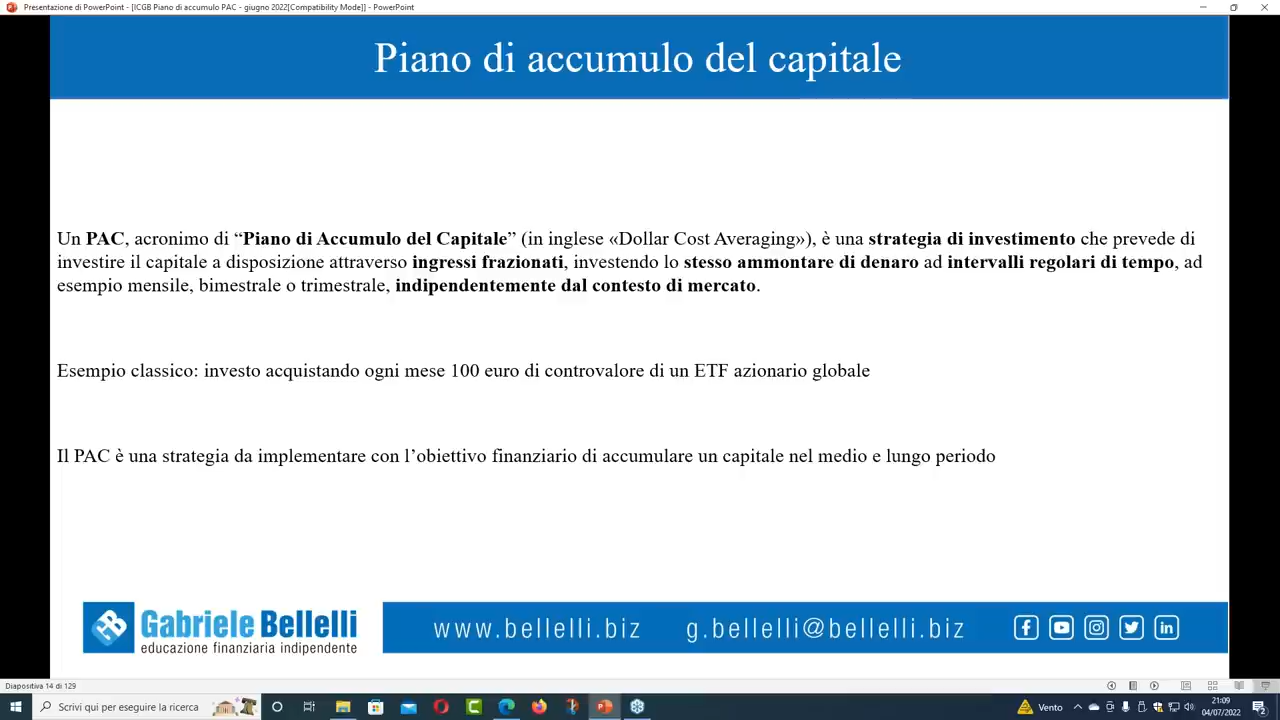 Presentazione di PowerPoint - [ICGB Piano di accumulo PAC - giugno 2022[Compatibility Mode]] - PowerPoint
Piano di accumulo del capitale
Un PAC, acronimo di “Piano di Accumulo del Capitale” (in inglese «Dollar Cost Averaging»), è una strategia di investimento che prevede di
investire il capitale a disposizione attraverso ingressi frazionati, investendo lo stesso ammontare di denaro ad intervalli regolari di tempo, ad
esempio mensile, bimestrale o trimestrale, indipendentemente dal contesto di mercato.
Esempio classico: investo acquistando ogni mese 100 euro di controvalore di un ETF azionario globale
Il PAC è una strategia da implementare con l’obiettivo finanziario di accumulare un capitale nel medio e lungo periodo
Gabriele Bellelli
educazione finanziaria indipendente
www.bellelli.biz g.bellelli@bellelli.biz
Diapositiva 14 di 129
Scrivi qui per eseguire la ricerca
Vento
21:09
04/07/2022
2